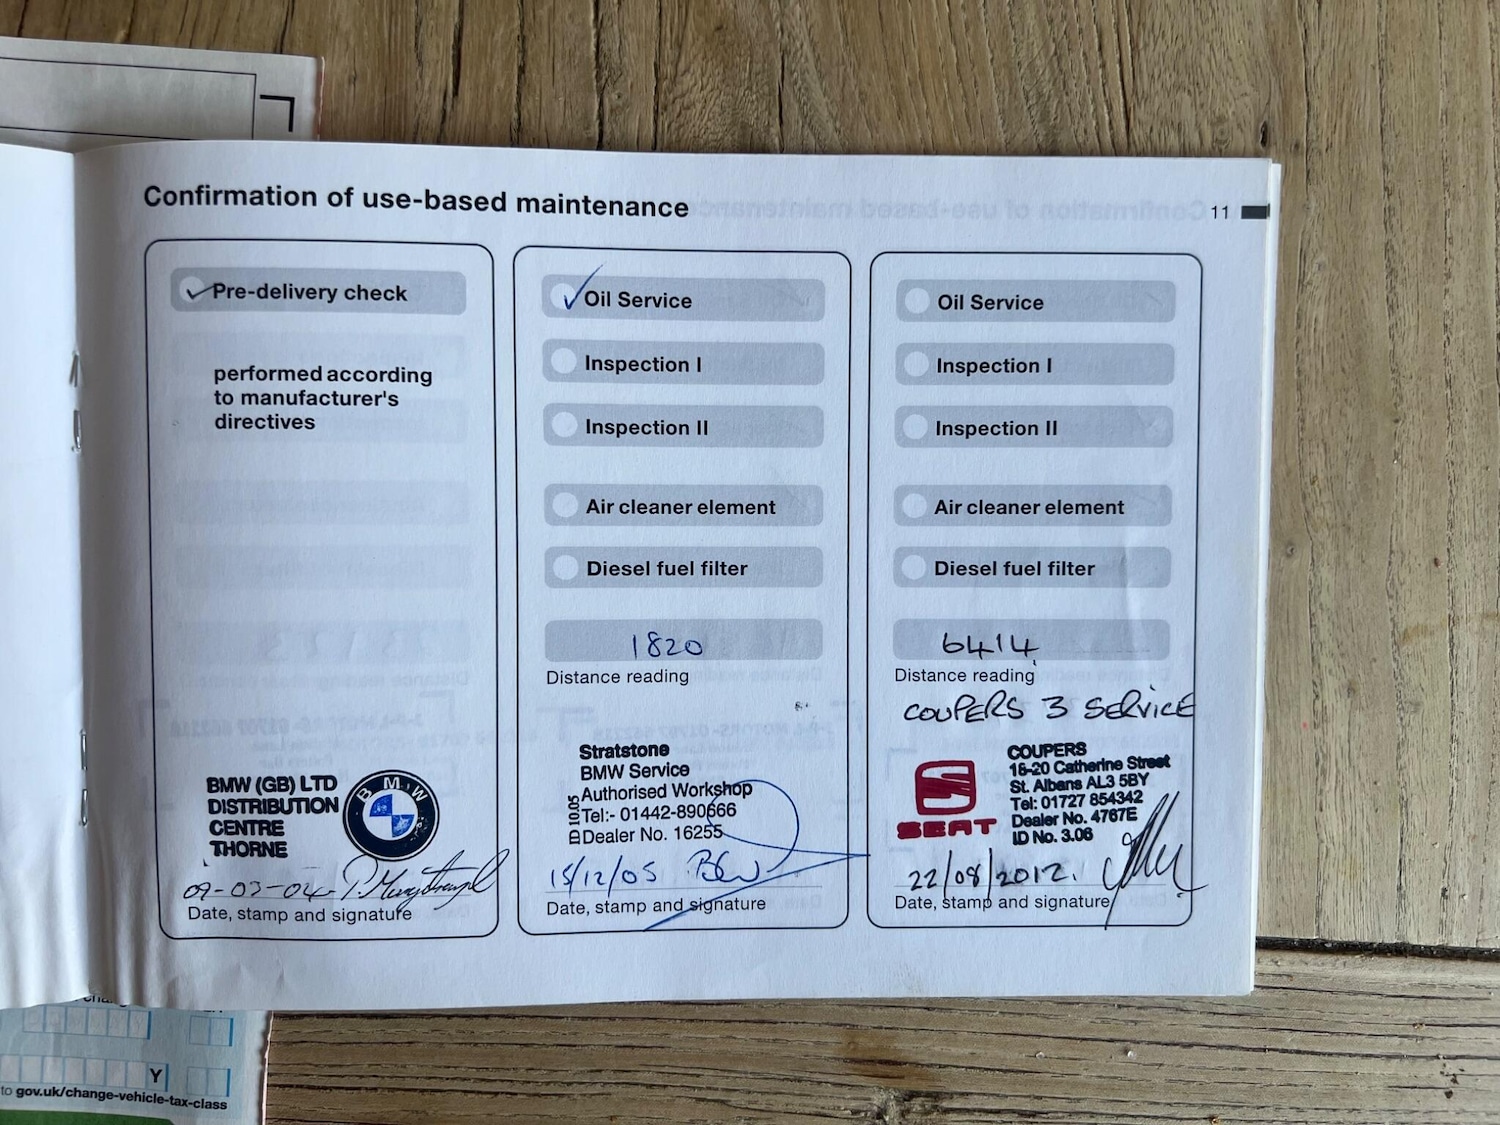 Confirmation of use-based maintenance
11
Pre-delivery check
performed according
to manufacturer's
directives
BMW (GB) LTD
DISTRIBUTION
CENTRE
THORNE
BMW
Date, stamp and signature
Oil Service
Inspection I
Inspection II
Air cleaner element
Diesel fuel filter
1820
Distance reading
Stratstone
BMW Service
Authorised Workshop
Tel:- 01442-890666
Dealer No. 16255
ID 10.05
15/12/05
Date, stamp and signature
Oil Service
Inspection I
Inspection II
Air cleaner element
Diesel fuel filter
6414
Distance reading
COUPERS 3 SERVICE
SEAT
COUPERS
16-20 Catherine Street
St. Albans AL3 5BY
Tel: 01727 854342
Dealer No. 4767E
ID No. 3.06
22/08/2012.
Date, stamp and signature
Y
to gov.uk/change-vehicle-tax-class